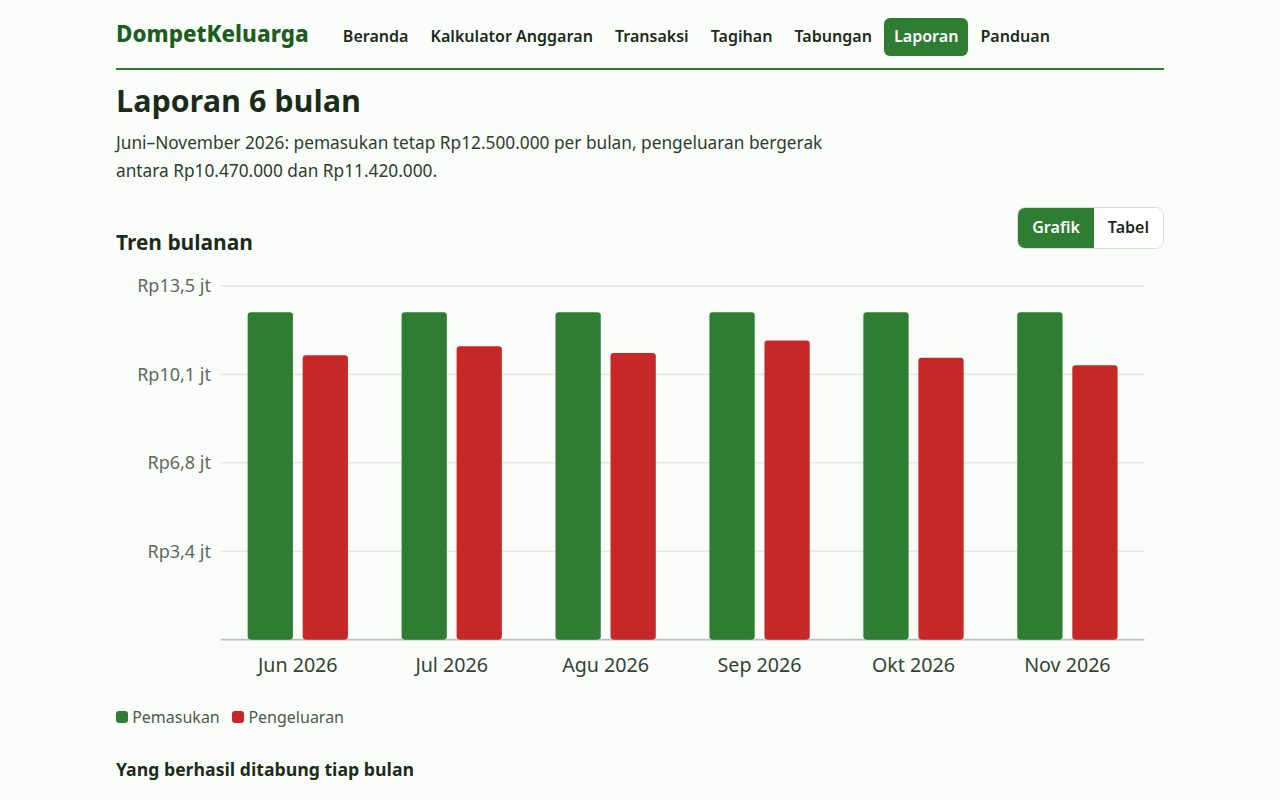 DompetKeluarga Beranda Kalkulator Anggaran Transaksi Tagihan Tabungan Laporan Panduan
Laporan 6 bulan
Juni–November 2026: pemasukan tetap Rp12.500.000 per bulan, pengeluaran bergerak
antara Rp10.470.000 dan Rp11.420.000.
Tren bulanan
Grafik Tabel
Rp13,5 jt
Rp10,1 jt
Rp6,8 jt
Rp3,4 jt
Jun 2026 Jul 2026 Agu 2026 Sep 2026 Okt 2026 Nov 2026
Pemasukan Pengeluaran
Yang berhasil ditabung tiap bulan